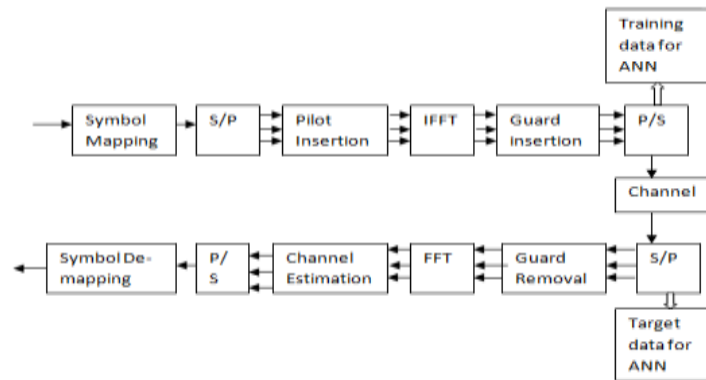 Training
data for
ANN
Symbol
Mapping
S/P
Pilot
Insertion
IFFT
Guard
Insertion
P/S
Channel
Symbol De-
mapping
P/
S
Channel
Estimation
FFT
Guard
Removal
S/P
Target
data for
ANN